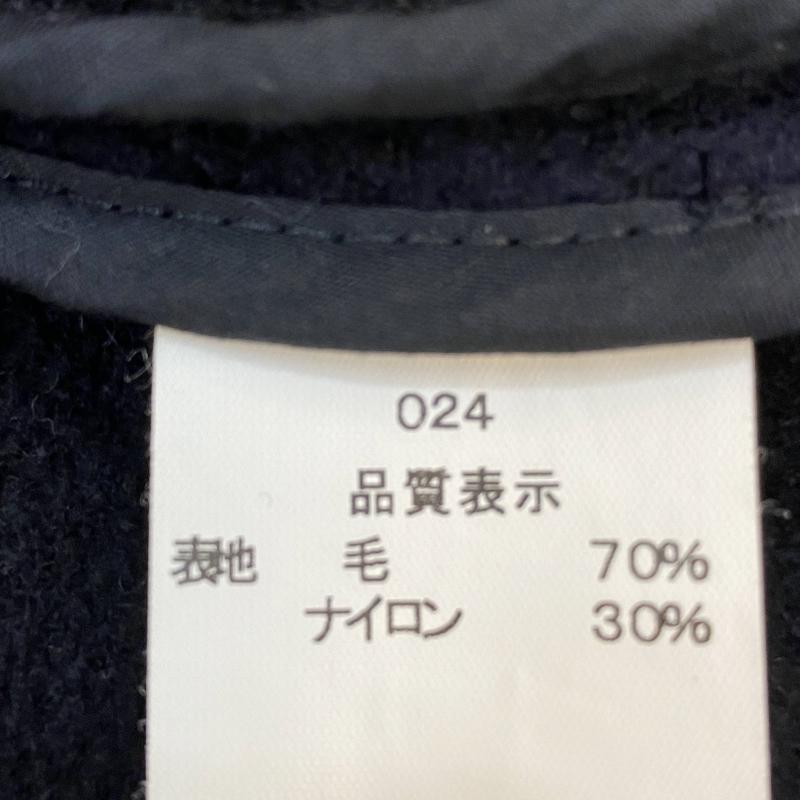 024
品質表示
表地 毛 70%
ナイロン 30%